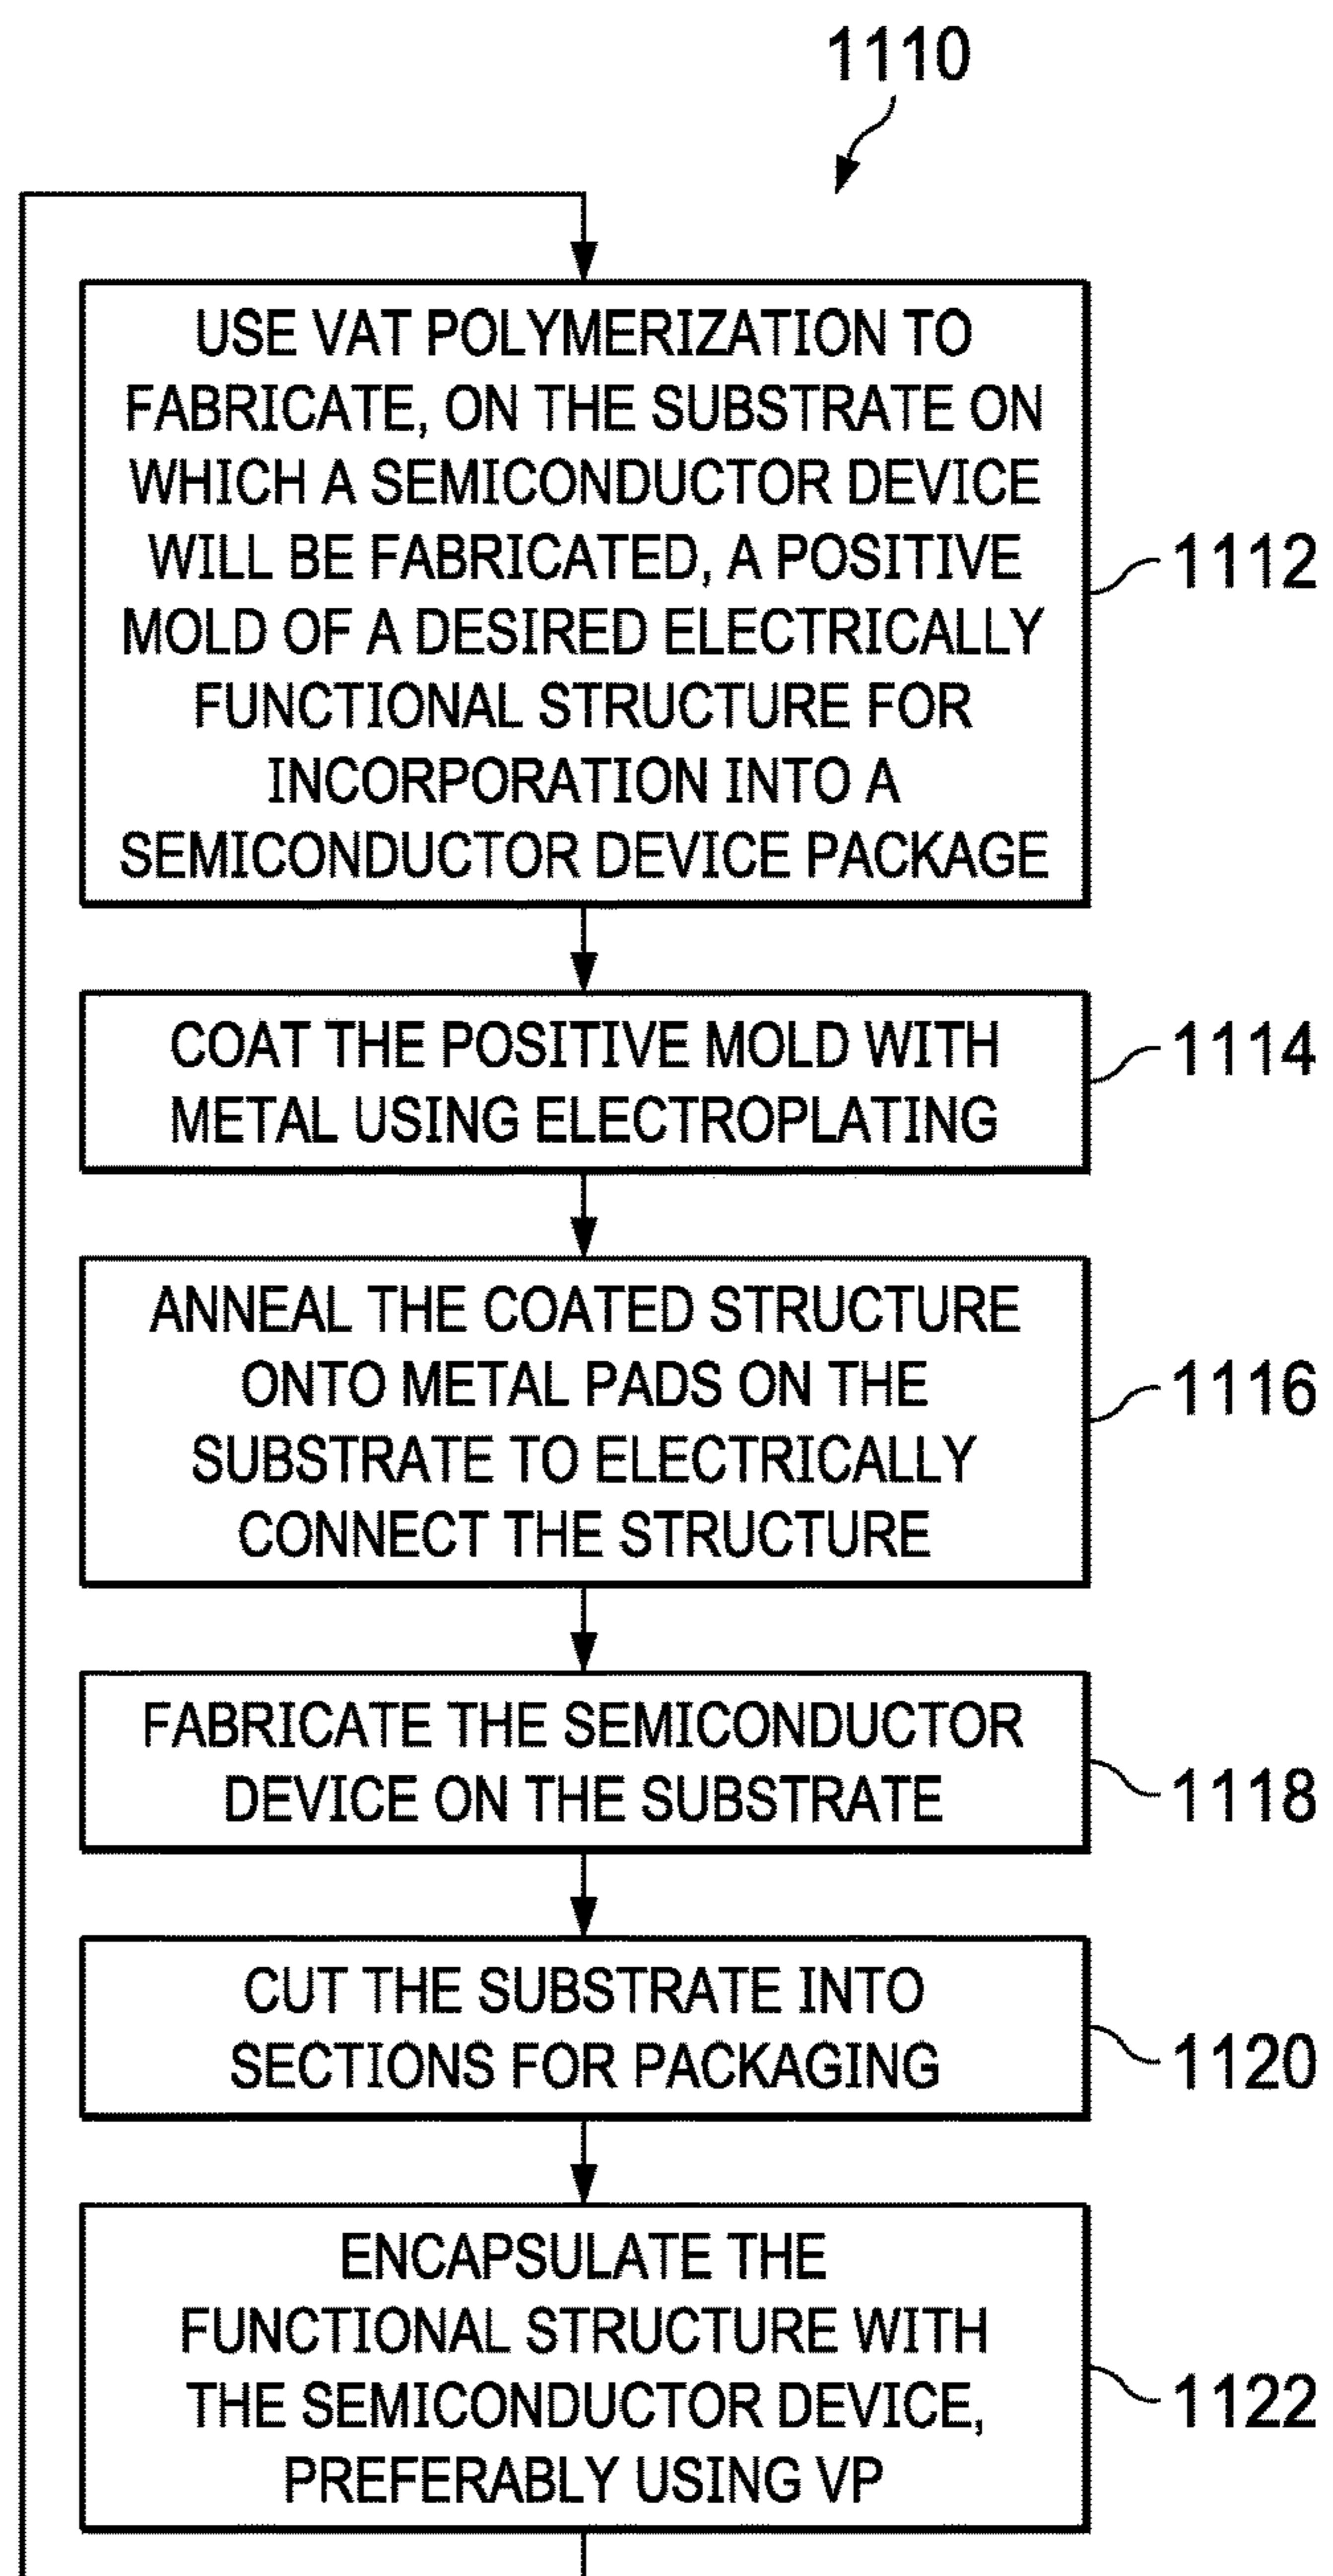 1110
USE VAT POLYMERIZATION TO
FABRICATE, ON THE SUBSTRATE ON
WHICH A SEMICONDUCTOR DEVICE
WILL BE FABRICATED, A POSITIVE
MOLD OF A DESIRED ELECTRICALLY
FUNCTIONAL STRUCTURE FOR
INCORPORATION INTO A
SEMICONDUCTOR DEVICE PACKAGE
1112
COAT THE POSITIVE MOLD WITH
METAL USING ELECTROPLATING
1114
ANNEAL THE COATED STRUCTURE
ONTO METAL PADS ON THE
SUBSTRATE TO ELECTRICALLY
CONNECT THE STRUCTURE
1116
FABRICATE THE SEMICONDUCTOR
DEVICE ON THE SUBSTRATE
1118
CUT THE SUBSTRATE INTO
SECTIONS FOR PACKAGING
1120
ENCAPSULATE THE
FUNCTIONAL STRUCTURE WITH
THE SEMICONDUCTOR DEVICE,
PREFERABLY USING VP
1122